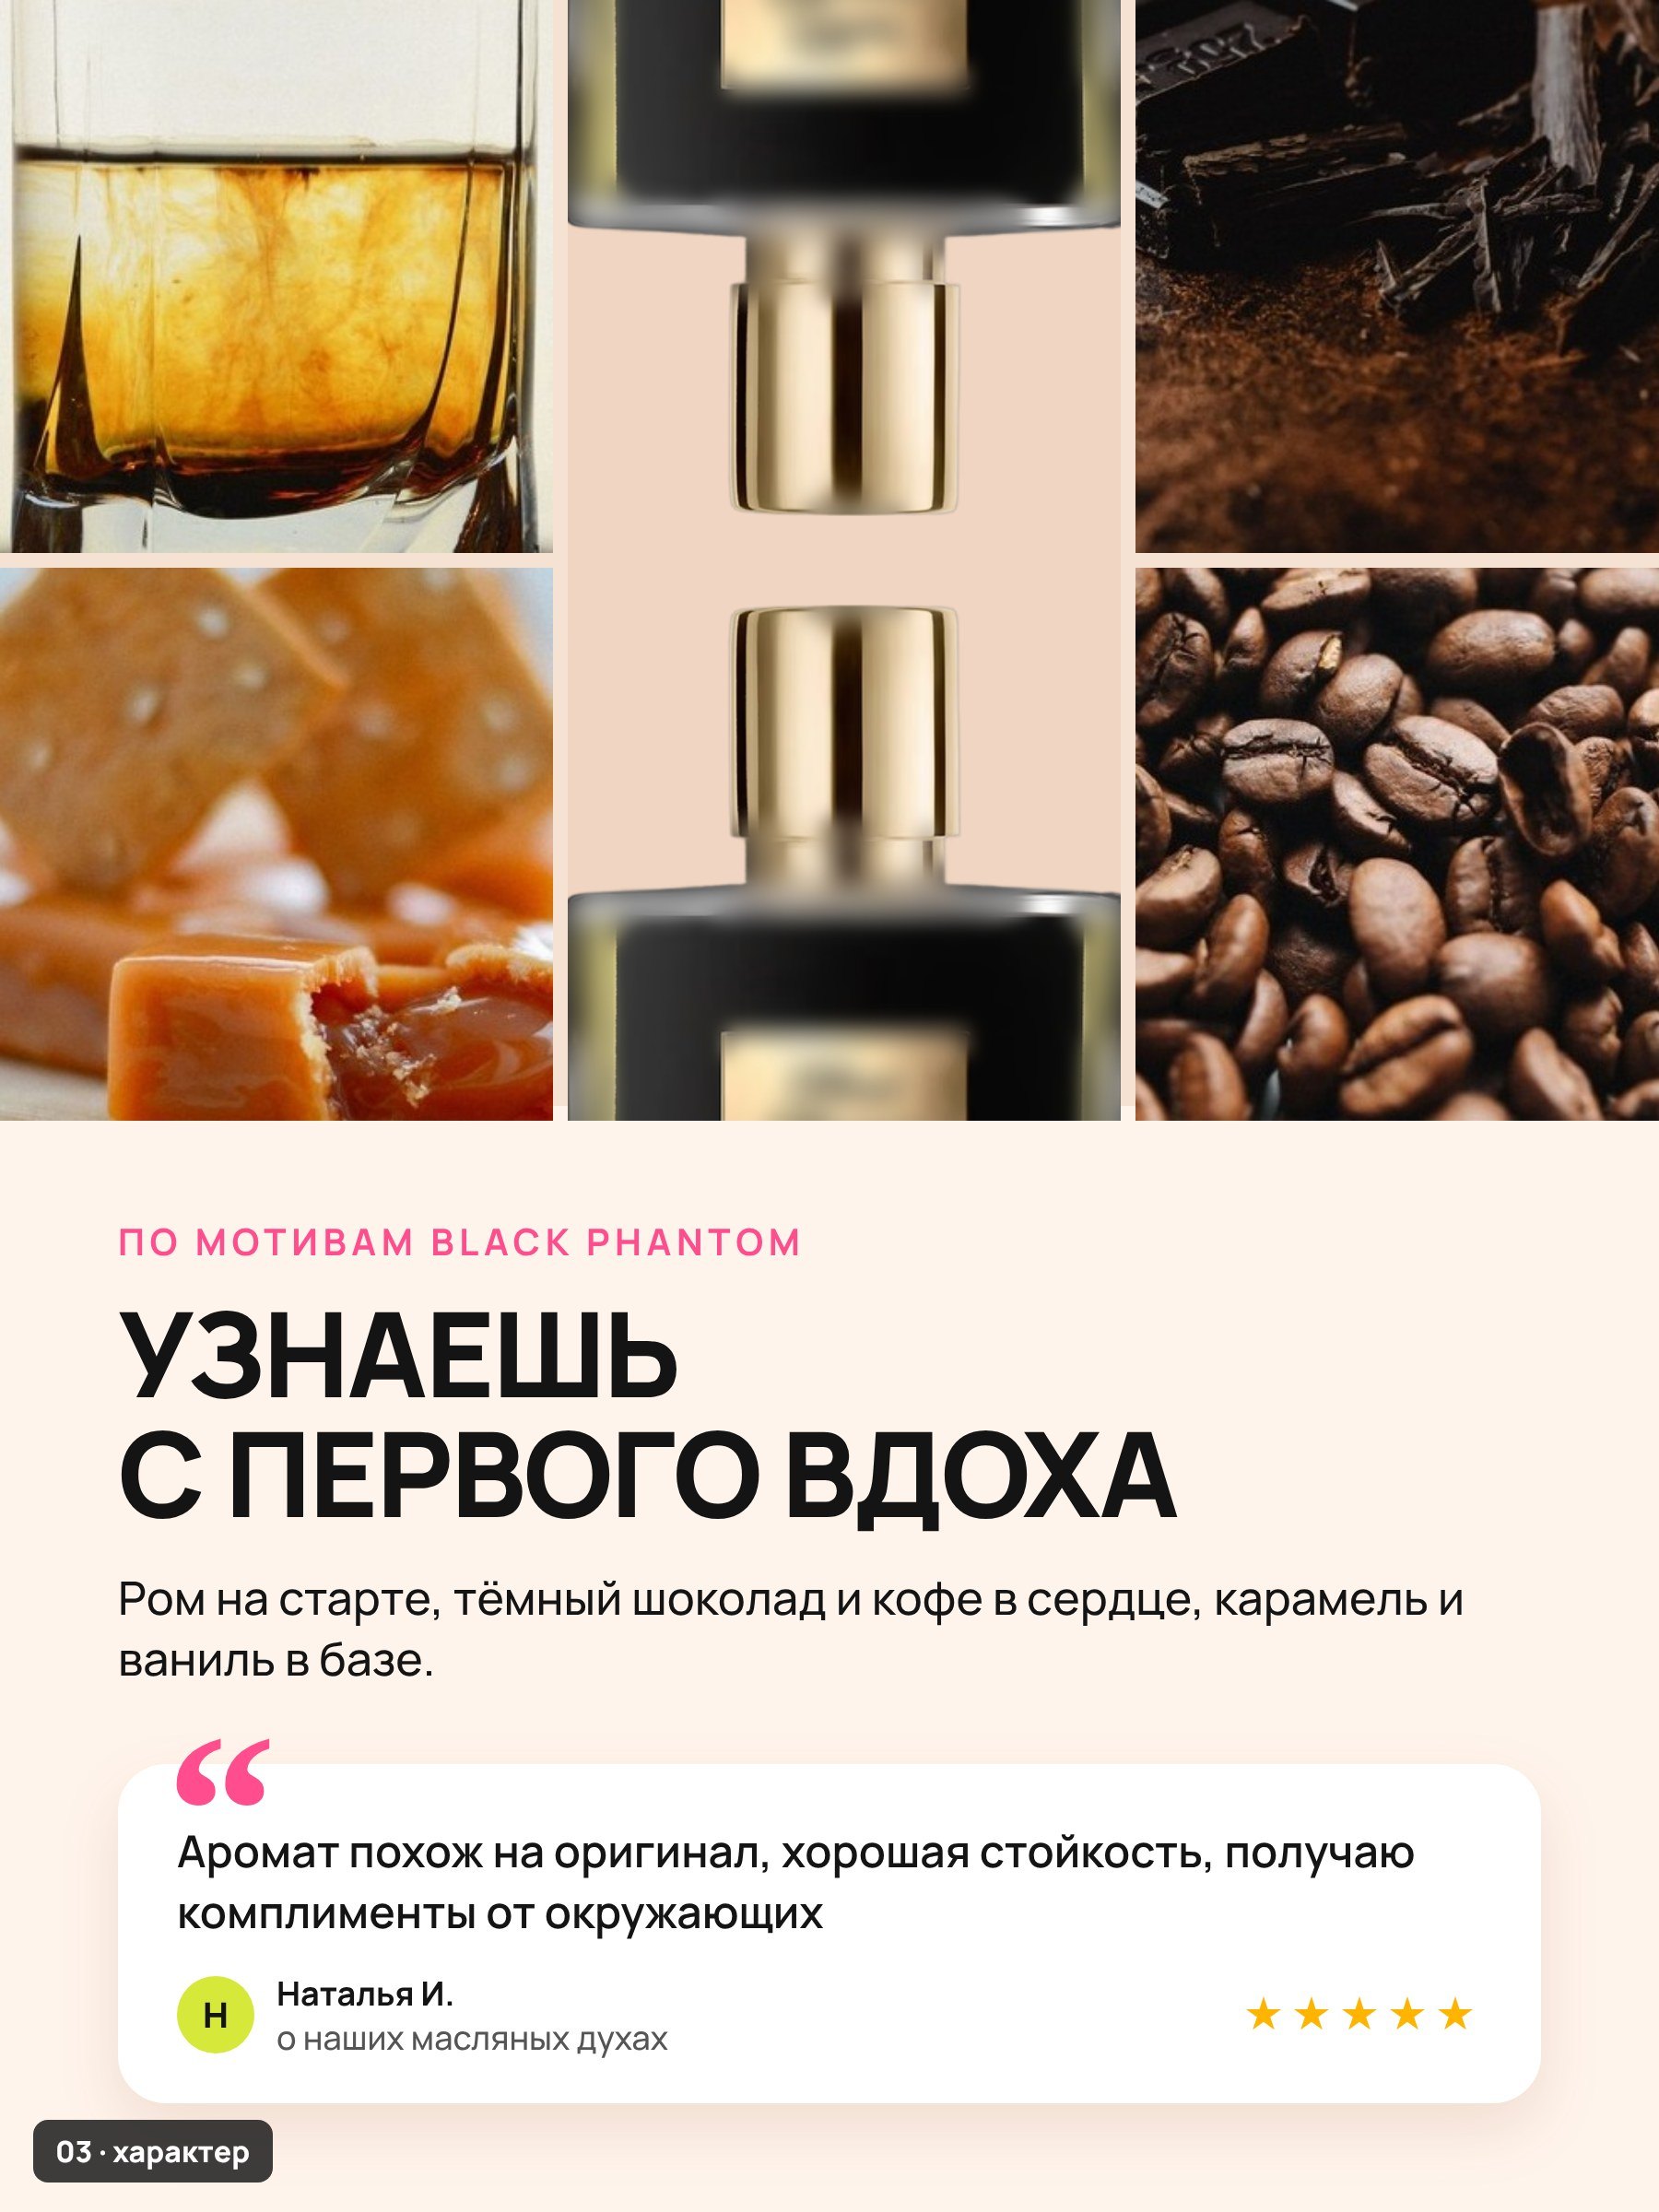 ПО МОТИВАМ BLACK PHANTOM
УЗНАЕШЬ
С ПЕРВОГО ВДОХА
Ром на старте, тёмный шоколад и кофе в сердце, карамель и
ваниль в базе.
“
Аромат похож на оригинал, хорошая стойкость, получаю
комплименты от окружающих
Н
Наталья И.
о наших масляных духах
★★★★★
03 · характер